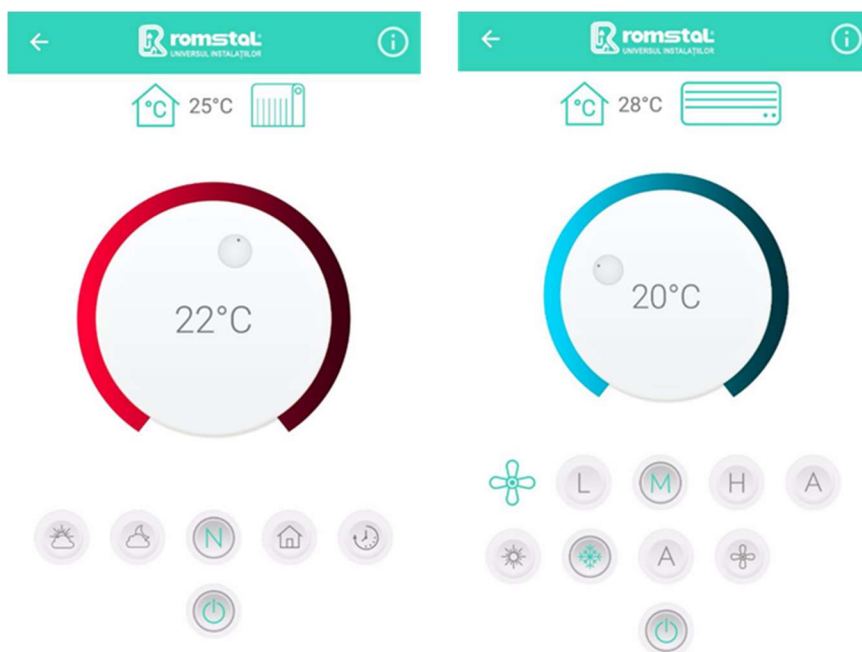 romstal
UNIVERSUL INSTALAȚIILOR
°C 25°C
22°C
N
romstal
UNIVERSUL INSTALAȚIILOR
°C 28°C
20°C
L M H A
A